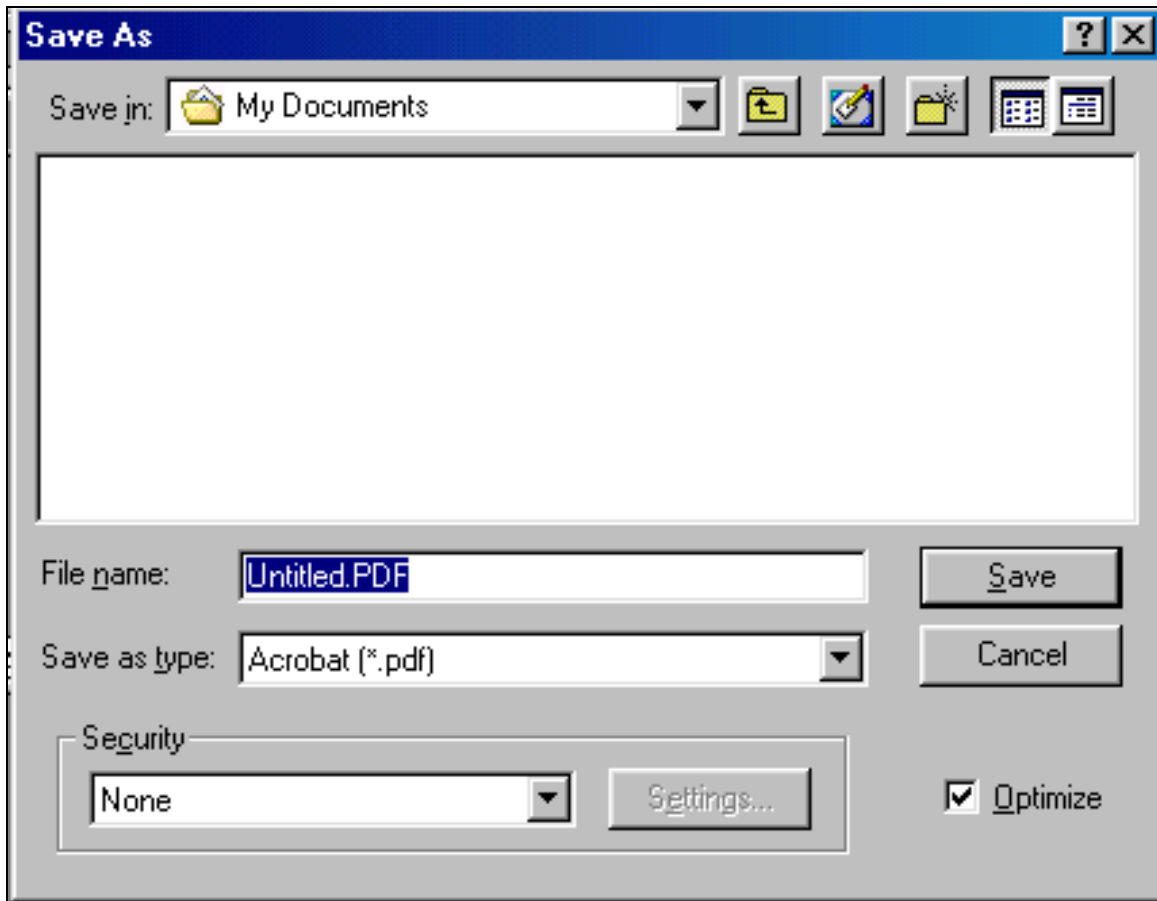 Save As
Save in: My Documents
File name: Untitled.PDF Save
Save as type: Acrobat (*.pdf) Cancel
Security
None Settings... Optimize